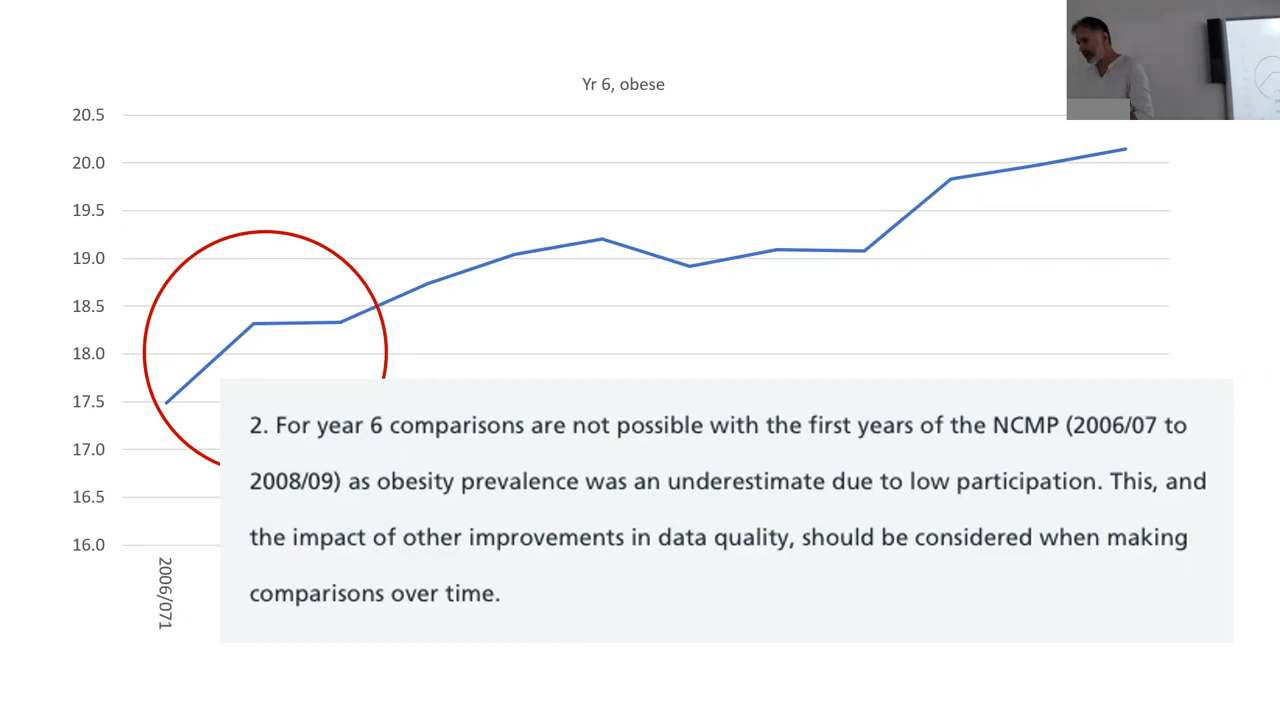 Yr 6, obese
20.5
20.0
19.5
19.0
18.5
18.0
17.5
17.0
16.5
16.0
2006/071
2. For year 6 comparisons are not possible with the first years of the NCMP (2006/07 to
2008/09) as obesity prevalence was an underestimate due to low participation. This, and
the impact of other improvements in data quality, should be considered when making
comparisons over time.